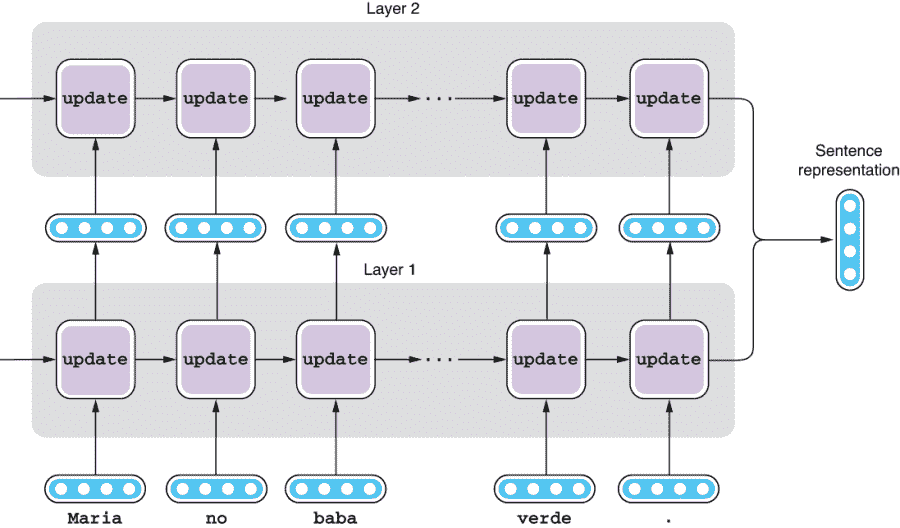 Layer 2
update update update ... update update
Sentence
representation
Layer 1
update update update ... update update
Maria no baba verde .